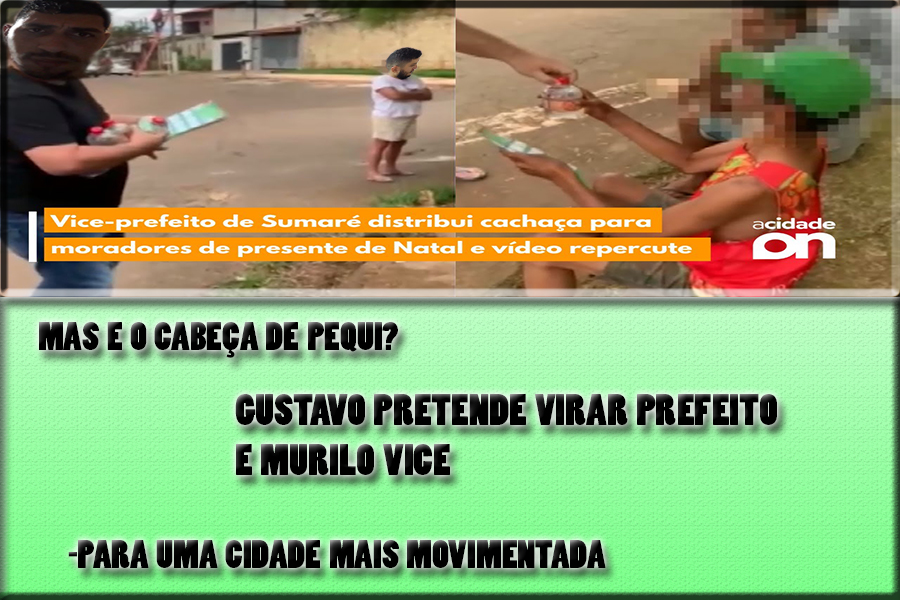 Vice-prefeito de Sumaré distribui cachaça para
moradores de presente de Natal e vídeo repercute
acidade
on
MAS E O CABEÇA DE PEQUI?
GUSTAVO PRETENDE VIRAR PREFEITO
E MURILO VICE
-PARA UMA CIDADE MAIS MOVIMENTADA